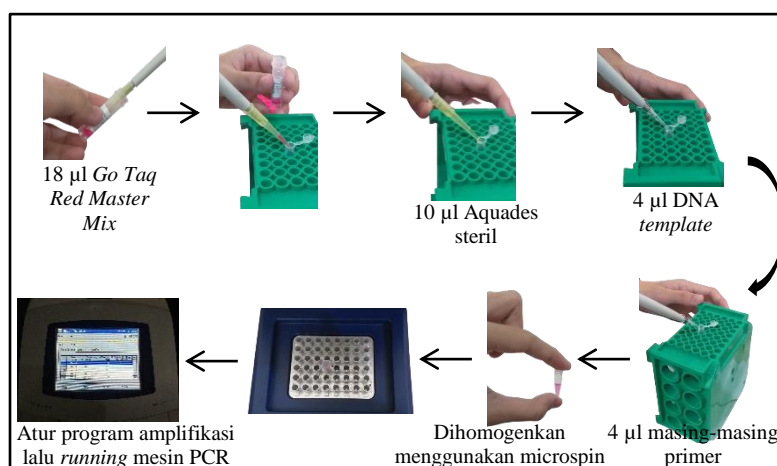 18 µl Go Taq
Red Master
Mix
10 µl Aquades
steril
4 µl DNA
template
4 µl masing-masing
primer
Dihomogenkan
menggunakan microspin
Atur program amplifikasi
lalu running mesin PCR